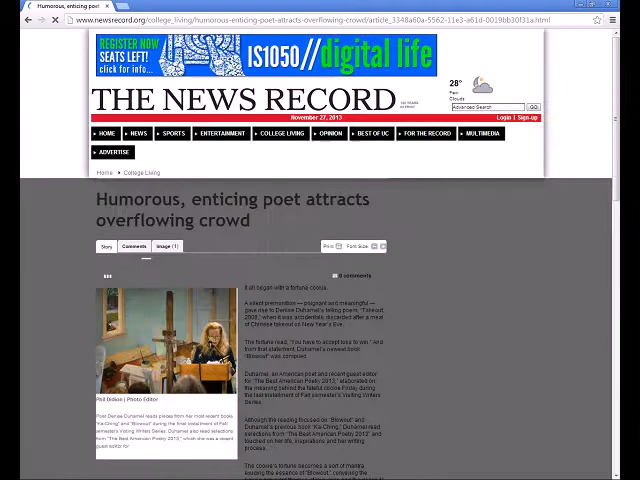 Humorous, enticing poet
www.newsrecord.org/college_living/humorous-enticing-poet-attracts-overflowing-crowd/article_3348a60a-5562-11e3-a61d-0019bb30f31a.html
REGISTER NOW
SEATS LEFT!
click for info...
IS1050//digital life
THE NEWS RECORD
28°
Clouds
Advanced Search
GO
November 27, 2013
Login | Sign-up
HOME
NEWS
SPORTS
ENTERTAINMENT
COLLEGE LIVING
OPINION
BEST OF UC
FOR THE RECORD
MULTIMEDIA
ADVERTISE
Home
College Living
Humorous, enticing poet attracts
overflowing crowd
Story
Comments
Image (1)
Print
Font Size:
0 comments
It all began with a fortune cookie.
A silent premonition — poignant and meaningful —
gave rise to Denise Duhamel's telling poem, "Takeout,
2008," when it was accidentally discarded after a meal
of Chinese takeout on New Year's Eve.
The fortune read, "You have to accept loss to win." And
from that statement, Duhamel's newest book
"Blowout" was compiled.
Duhamel, an American poet and recent guest editor
for "The Best American Poetry 2013," elaborated on
the meaning behind the fateful cookie Friday during
the last installment of Fall semester's Visiting Writers
Series.
Although the reading focused on "Blowout" and
Duhamel's previous book "Ka-Ching," Duhamel read
selections from "The Best American Poetry 2013" and
touched on her life, inspirations and her writing
process.
The cookie's fortune becomes a sort of mantra
Phil Didion | Photo Editor
Poet Denise Duhamel reads pieces from her most recent books
"Ka-Ching" and "Blowout" during the final installment of Fall
semester's Visiting Writers Series. Duhamel also read selections
from "The Best American Poetry 2013," which she was a recent
guest editor for